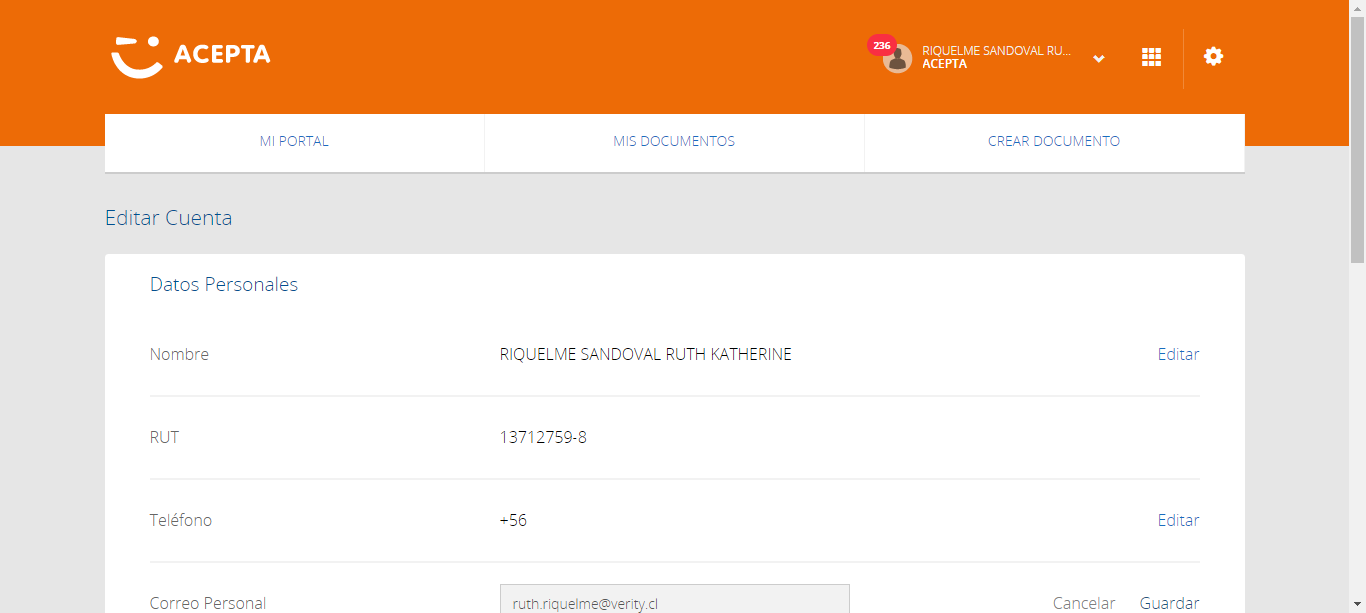 ACEPTA
236
RIQUELME SANDOVAL RU...
ACEPTA
MI PORTAL
MIS DOCUMENTOS
CREAR DOCUMENTO
Editar Cuenta
Datos Personales
Nombre RIQUELME SANDOVAL RUTH KATHERINE Editar
RUT 13712759-8
Teléfono +56 Editar
Correo Personal ruth.riquelme@verity.cl Cancelar Guardar